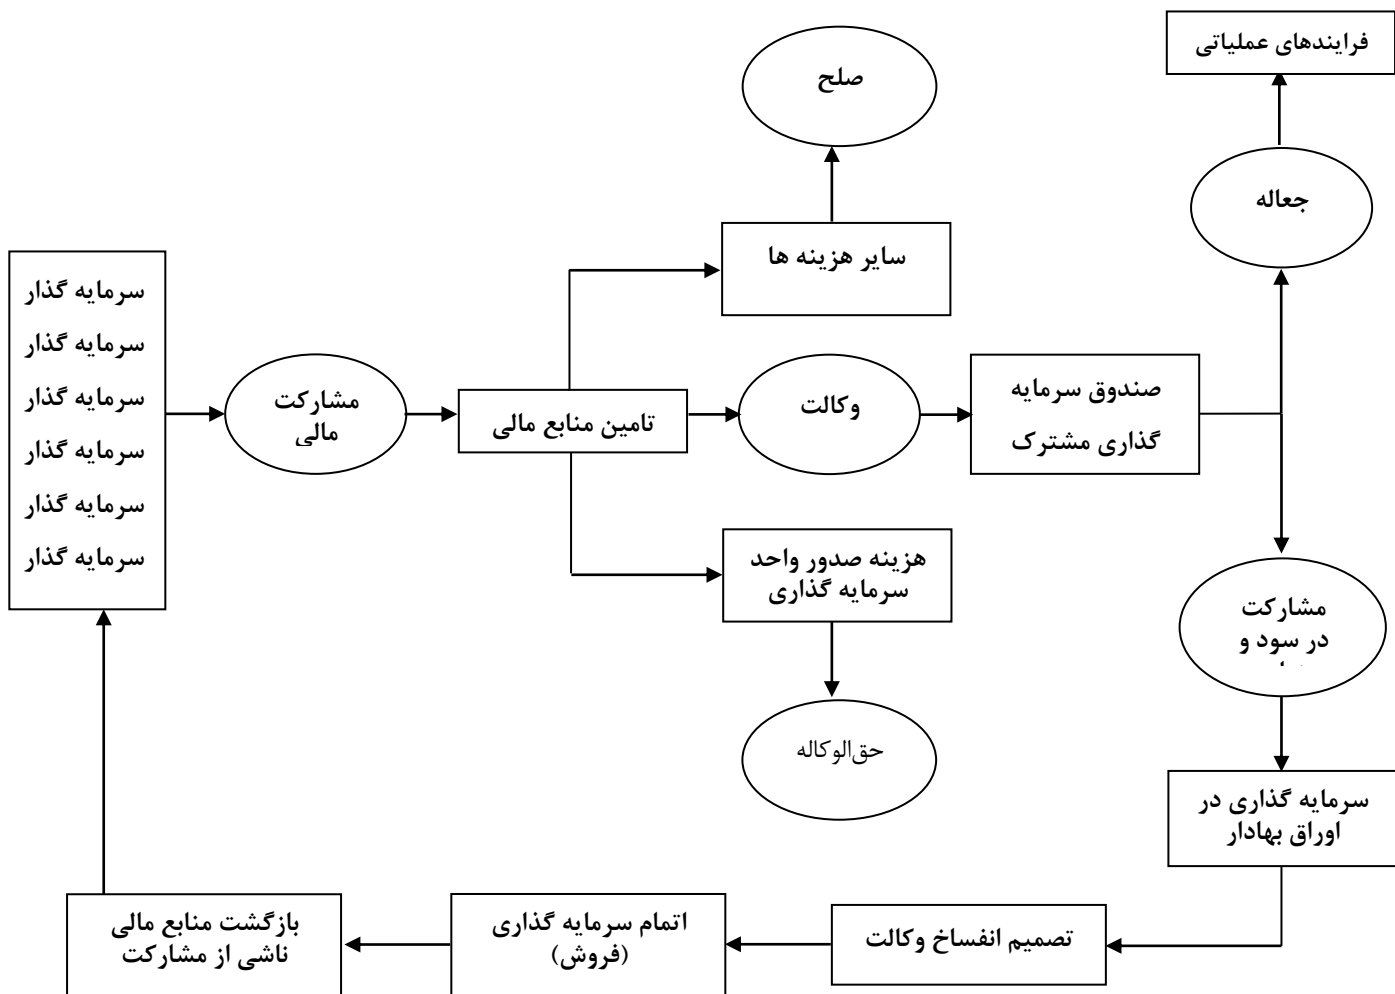 صلح
فرایندهای عملیاتی
جعاله
سایر هزینه ها
سرمایه گذار
سرمایه گذار
سرمایه گذار
سرمایه گذار
سرمایه گذار
سرمایه گذار
مشارکت
مالی
تامین منابع مالی
وکالت
صندوق سرمایه
گذاری مشترک
هزینه صدور واحد
سرمایه گذاری
مشارکت
در سود و
حق‌الوکاله
سرمایه گذاری در
اوراق بهادار
تصمیم انفساخ وکالت
اتمام سرمایه گذاری
(فروش)
بازگشت منابع مالی
ناشی از مشارکت